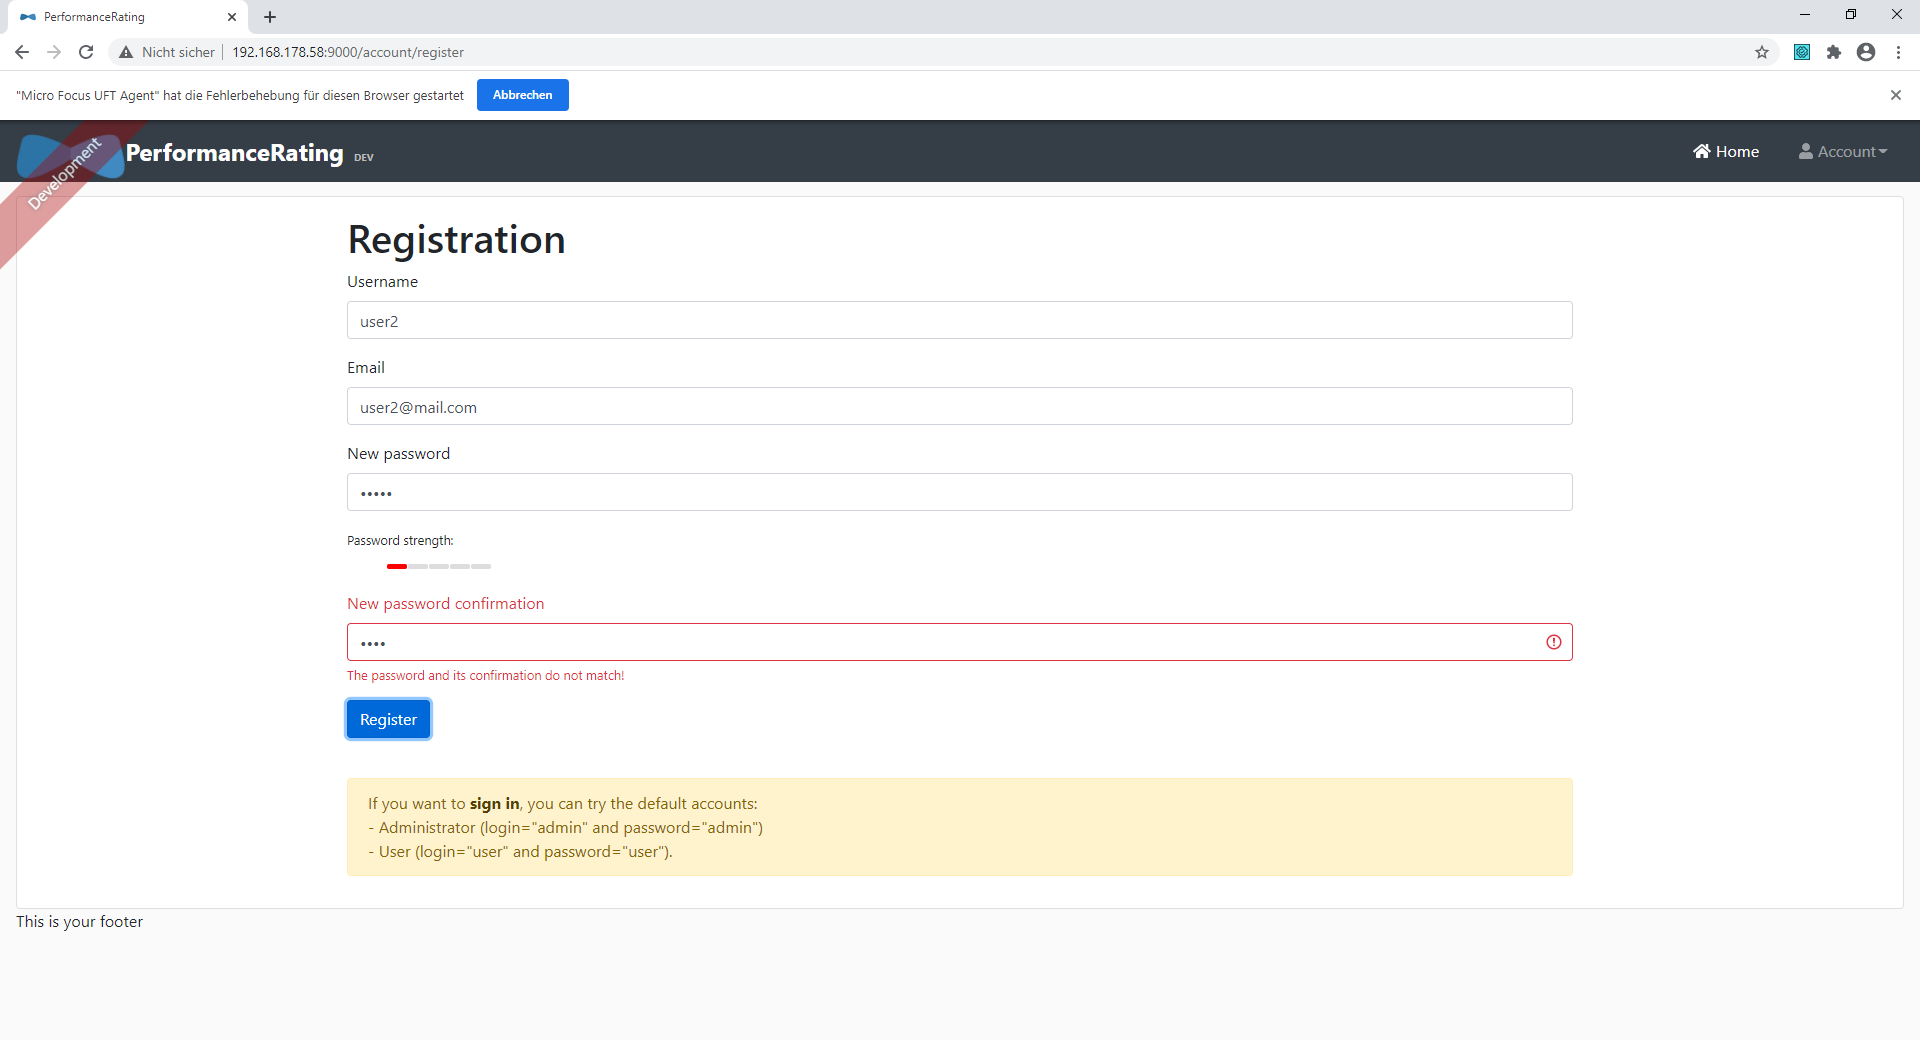 PerformanceRating
Nicht sicher
192.168.178.58:9000/account/register
"Micro Focus UFT Agent" hat die Fehlerbehebung für diesen Browser gestartet
Abbrechen
Development
PerformanceRating DEV
Home
Account
Registration
Username
user2
Email
user2@mail.com
New password
•••••
Password strength:
New password confirmation
••••
The password and its confirmation do not match!
Register
If you want to sign in, you can try the default accounts:
- Administrator (login="admin" and password="admin")
- User (login="user" and password="user").
This is your footer